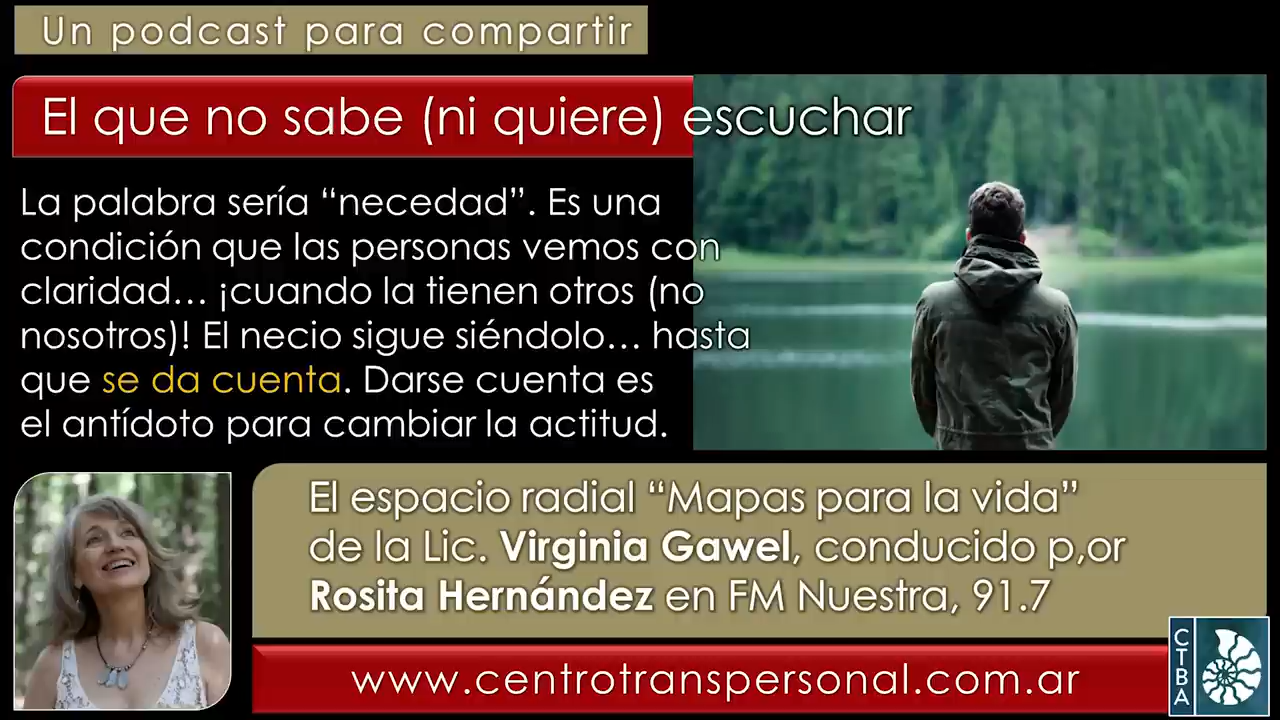 Un podcast para compartir
El que no sabe (ni quiere) escuchar
La palabra sería “necedad”. Es una
condición que las personas vemos con
claridad... ¡cuando la tienen otros (no
nosotros)! El necio sigue siéndolo... hasta
que se da cuenta. Darse cuenta es
el antídoto para cambiar la actitud.
El espacio radial “Mapas para la vida”
de la Lic. Virginia Gawel, conducido p,or
Rosita Hernández en FM Nuestra, 91.7
www.centrotranspersonal.com.ar
CTBA